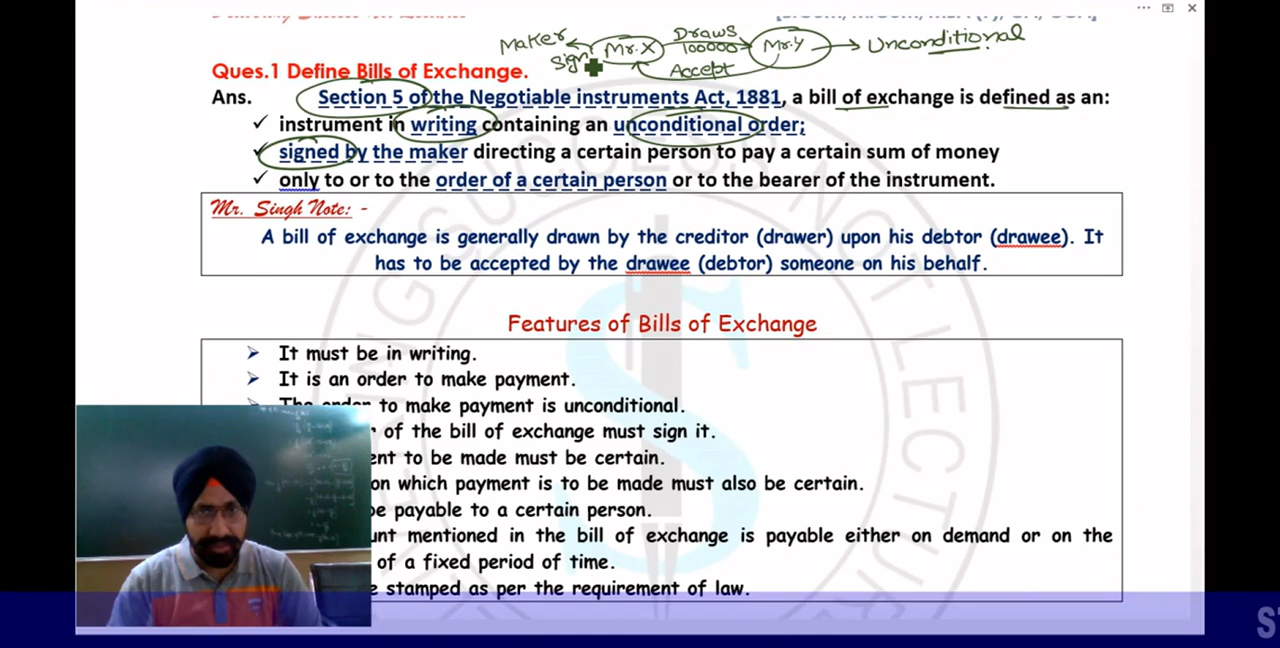 Maker Mr.X Draws 100000 Mr.Y Unconditional
Sign Accept
Ques.1 Define Bills of Exchange.
Ans. Section 5 of the Negotiable instruments Act, 1881, a bill of exchange is defined as an:
✓ instrument in writing containing an unconditional order;
✓ signed by the maker directing a certain person to pay a certain sum of money
✓ only to or to the order of a certain person or to the bearer of the instrument.
Mr. Singh Note: -
A bill of exchange is generally drawn by the creditor (drawer) upon his debtor (drawee). It
has to be accepted by the drawee (debtor) someone on his behalf.
Features of Bills of Exchange
➢ It must be in writing.
➢ It is an order to make payment.
to make payment is unconditional.
of the bill of exchange must sign it.
to be made must be certain.
on which payment is to be made must also be certain.
payable to a certain person.
mentioned in the bill of exchange is payable either on demand or on the
of a fixed period of time.
stamped as per the requirement of law.
SUCCESS NOT LECTURE